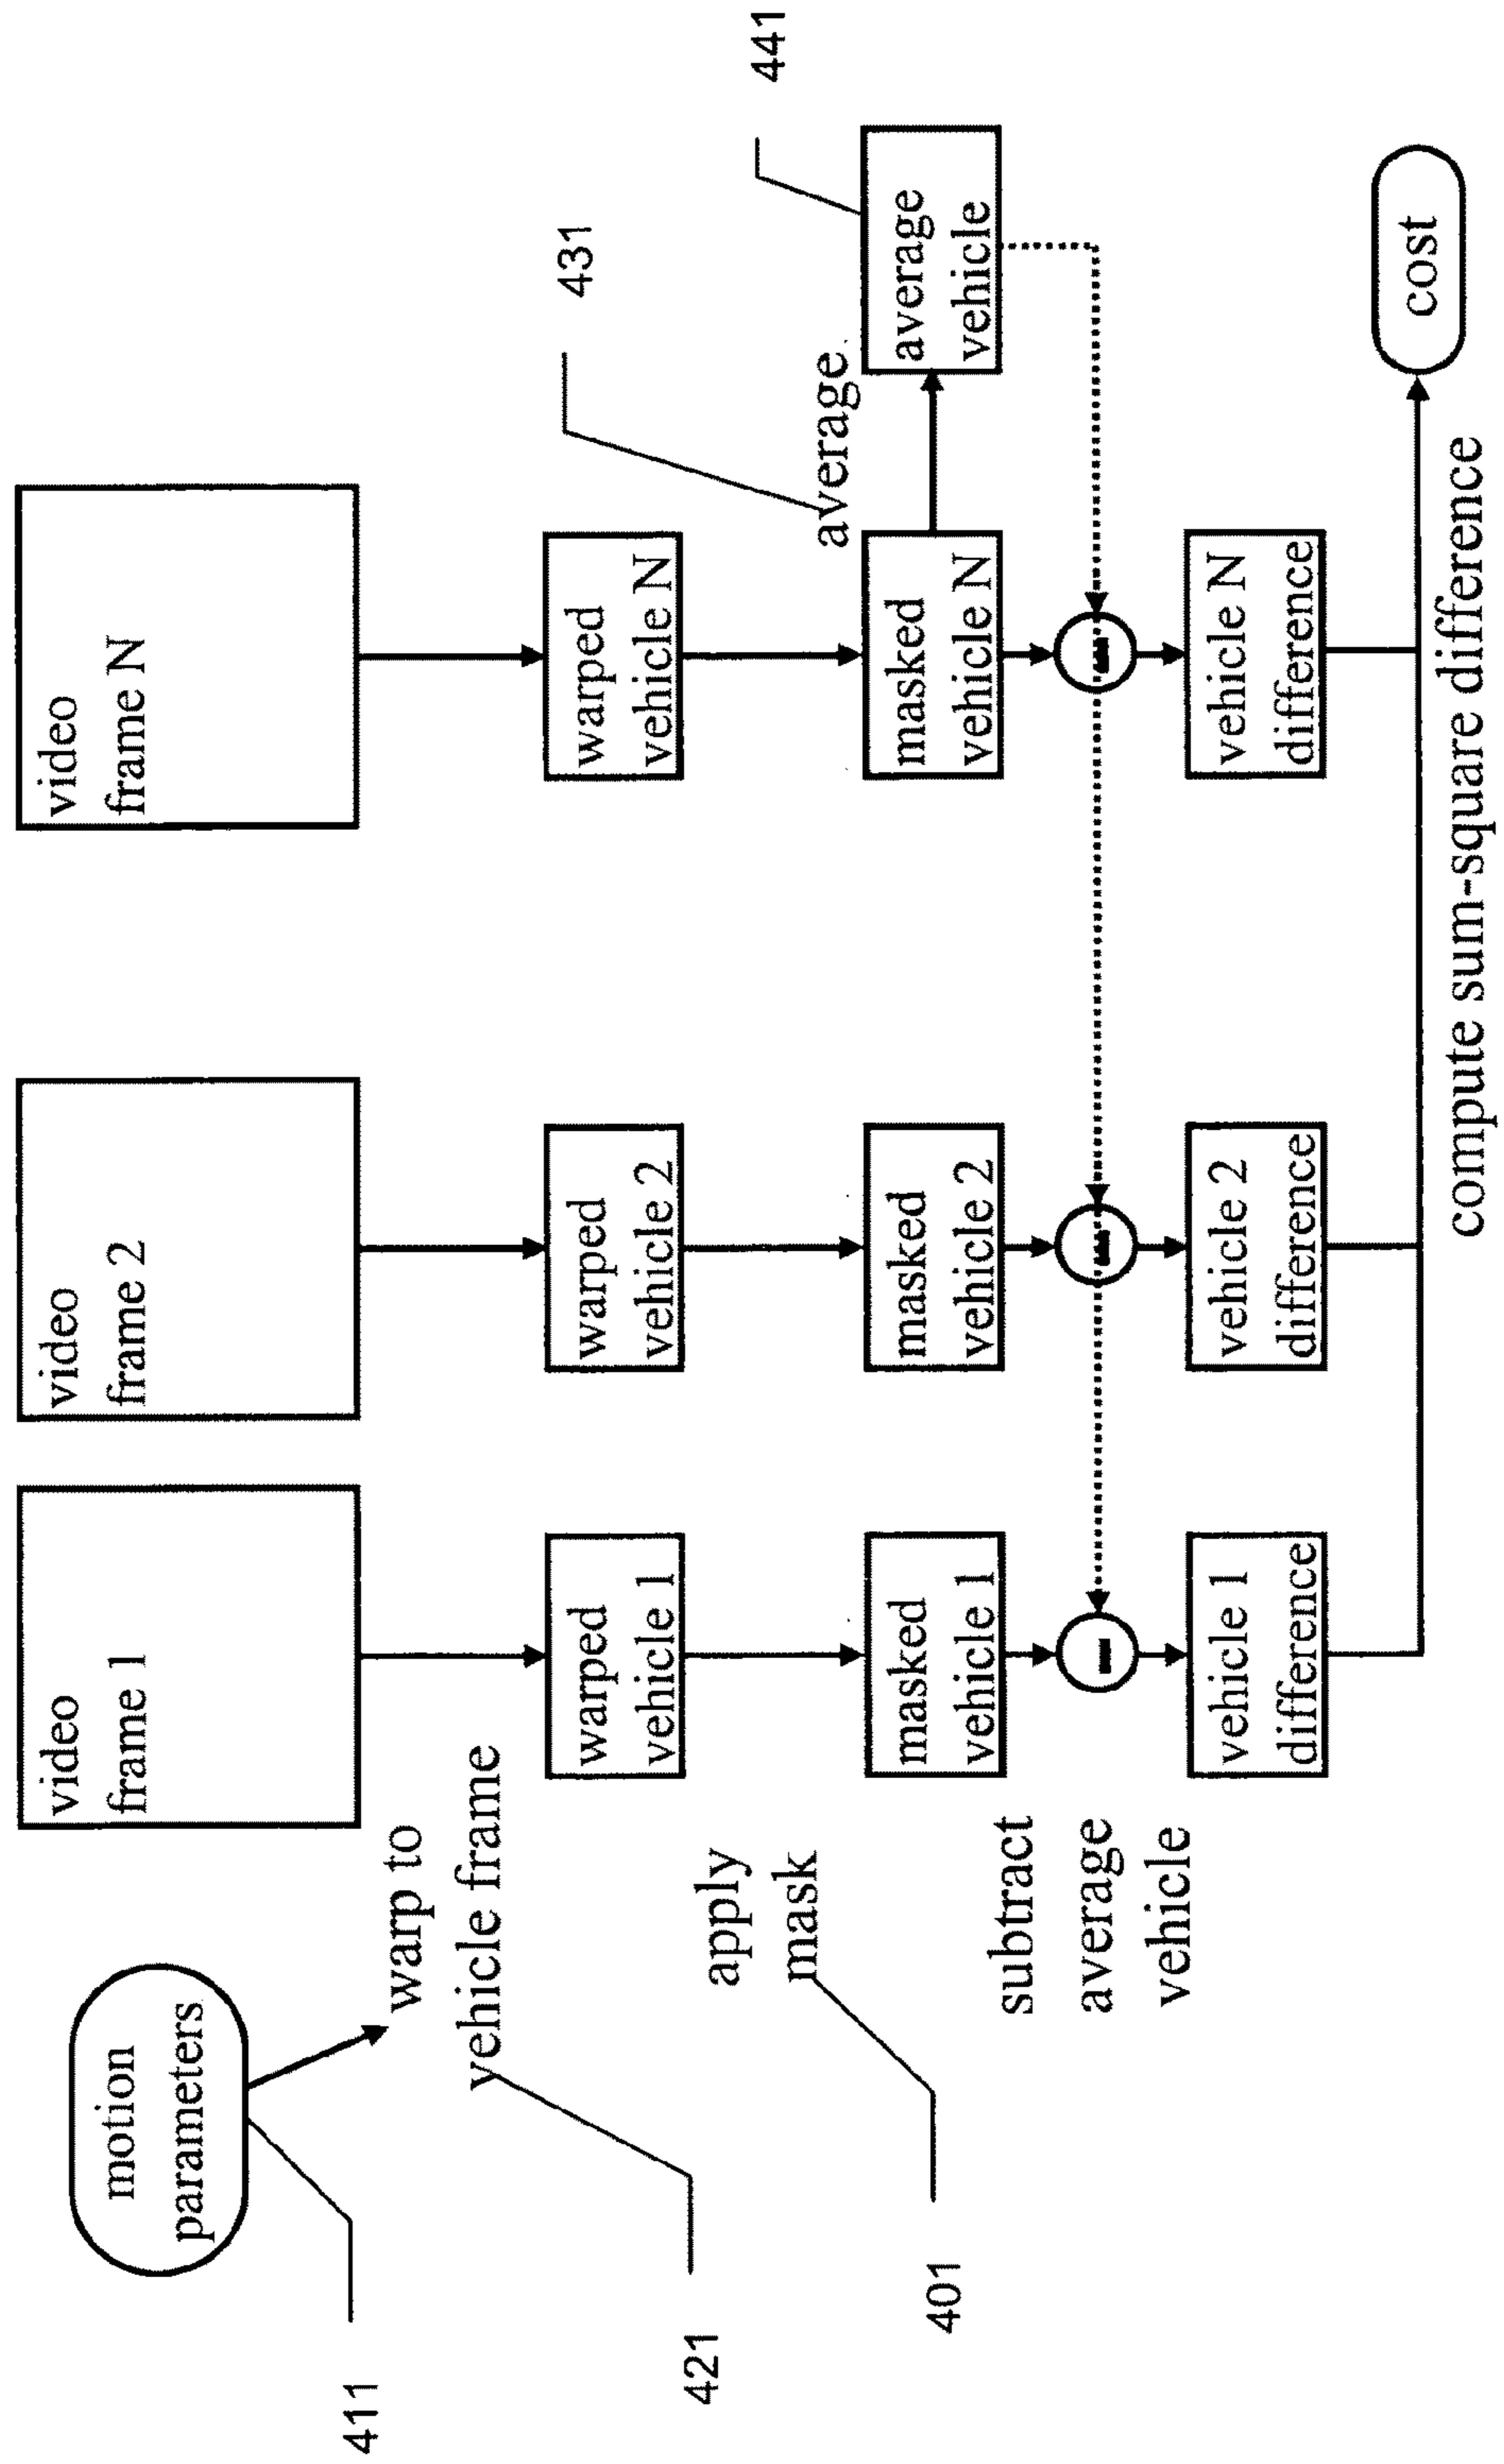 motion
parameters
411
video
frame 1
video
frame 2
video
frame N
warp to
vehicle frame
421
warped
vehicle 1
warped
vehicle 2
warped
vehicle N
431
average
441
apply
mask
401
masked
vehicle 1
masked
vehicle 2
masked
vehicle N
average
vehicle
subtract
average
vehicle
vehicle 1
difference
vehicle 2
difference
vehicle N
difference
cost
compute sum-square difference